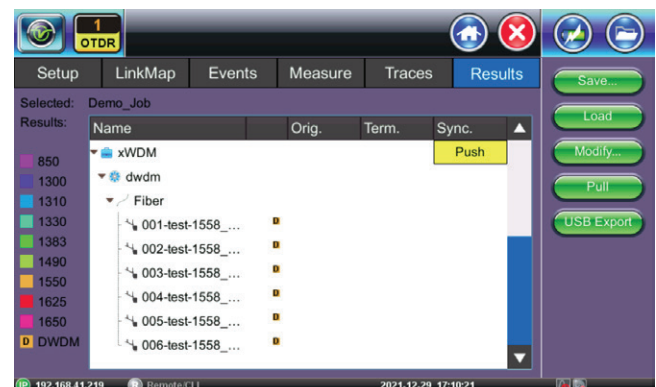 1
OTDR
Setup LinkMap Events Measure Traces Results
Selected: Demo_Job
Results:
Name Orig. Term. Sync.
850
1300
1310
1330
1383
1490
1550
1625
1650
D DWDM
xWDM Push
dwdm
Fiber
001-test-1558_... D
002-test-1558_... D
003-test-1558_... D
004-test-1558_... D
005-test-1558_... D
006-test-1558_... D
Save...
Load
Modify...
Pull
USB Export
IP 192.168.41.219 R Remote/CLI 2021-12-29 17:10:21